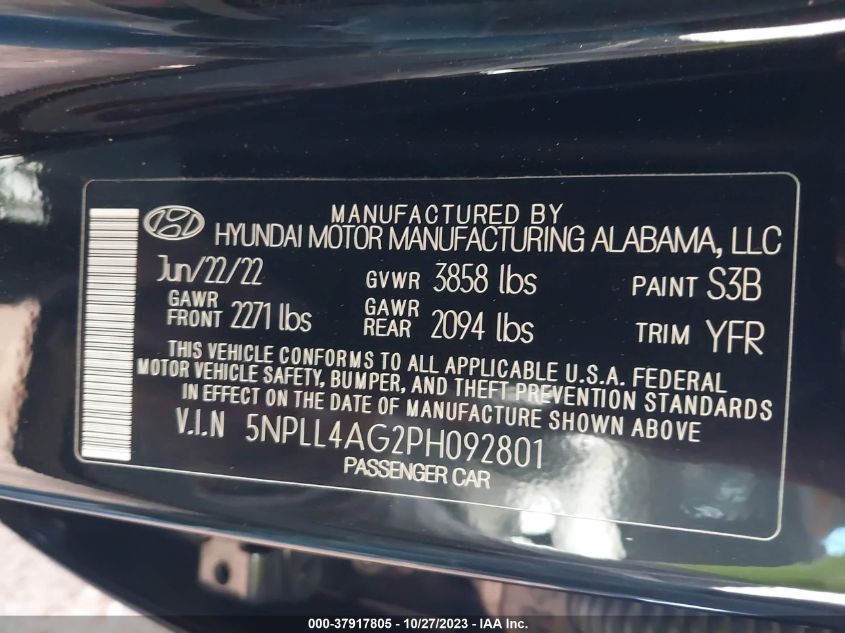 MANUFACTURED BY
HYUNDAI MOTOR MANUFACTURING ALABAMA, LLC
Jun/22/22 GVWR 3858 lbs PAINT S3B
GAWR FRONT 2271 lbs GAWR REAR 2094 lbs TRIM YFR
THIS VEHICLE CONFORMS TO ALL APPLICABLE U.S.A. FEDERAL
MOTOR VEHICLE SAFETY, BUMPER, AND THEFT PREVENTION STANDARDS
IN EFFECT ON THE DATE OF MANUFACTURE SHOWN ABOVE
V.I.N 5NPLL4AG2PH092801
PASSENGER CAR
000-37917805 - 10/27/2023 - © IAA, Inc.